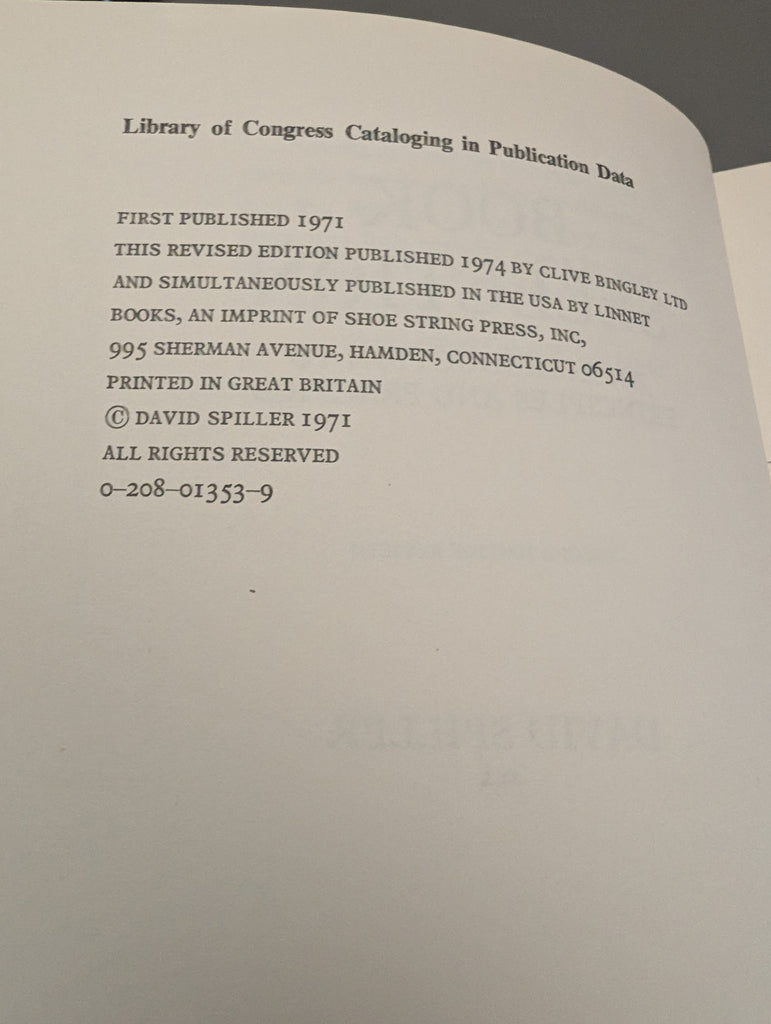 Library of Congress Cataloging in Publication Data
FIRST PUBLISHED 1971
THIS REVISED EDITION PUBLISHED 1974 BY CLIVE BINGLEY LTD
AND SIMULTANEOUSLY PUBLISHED IN THE USA BY LINNET
BOOKS, AN IMPRINT OF SHOE STRING PRESS, INC,
995 SHERMAN AVENUE, HAMDEN, CONNECTICUT 06514
PRINTED IN GREAT BRITAIN
© DAVID SPILLER 1971
ALL RIGHTS RESERVED
0–208–01353–9